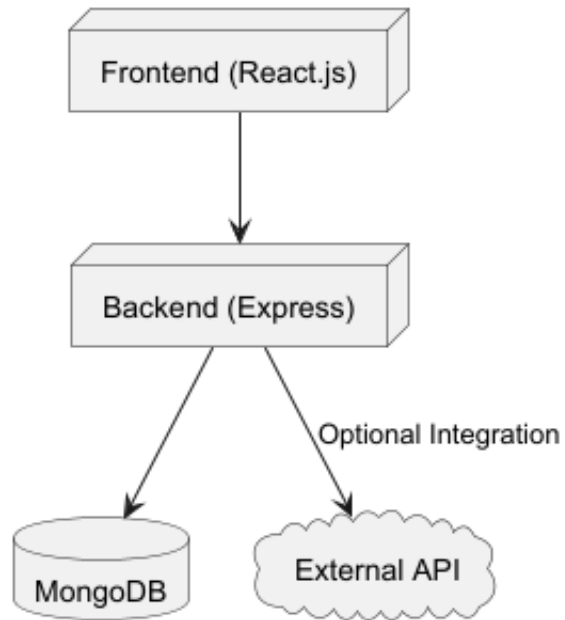 Frontend (React.js)
Backend (Express)
Optional Integration
MongoDB
External API